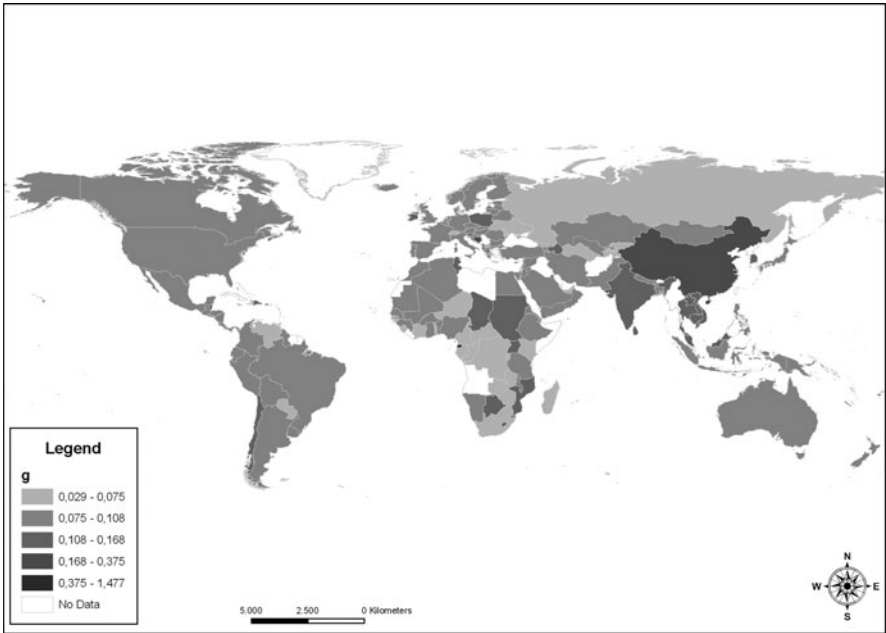 Legend
g
0,029 - 0,075
0,075 - 0,108
0,108 - 0,168
0,168 - 0,375
0,375 - 1,477
No Data
5.000 2.500 0 Kilometers
N
W E
S